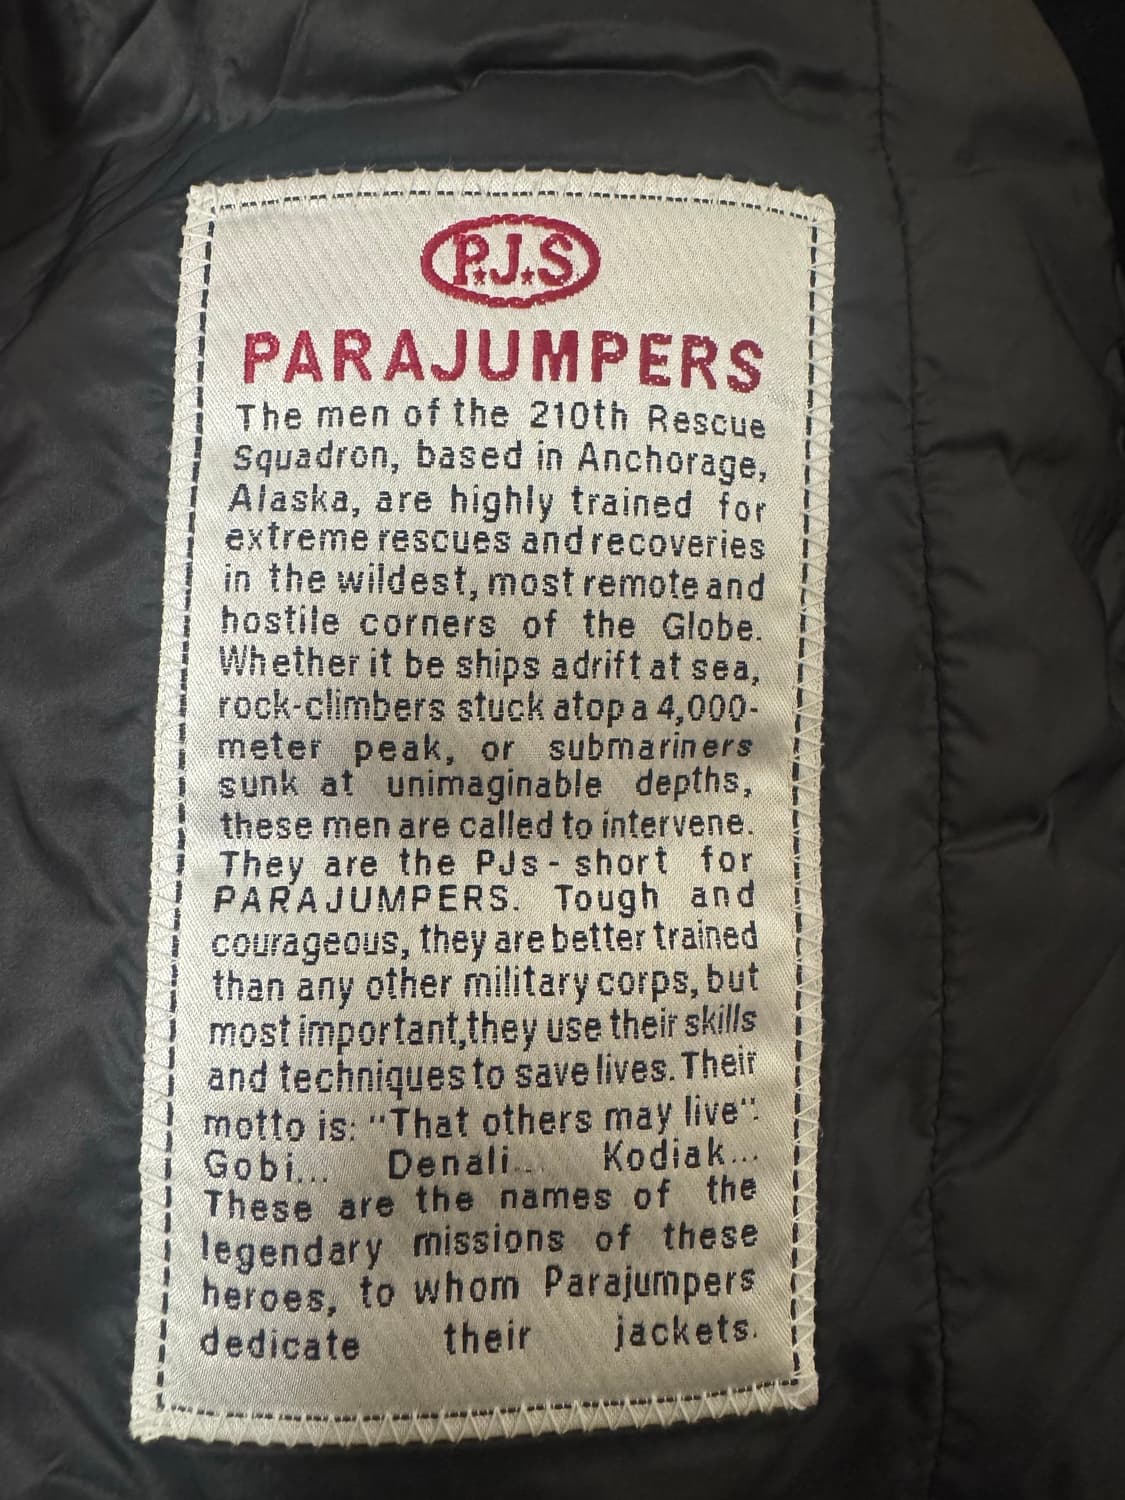 P.J.S
PARAJUMPERS
The men of the 210th Rescue
Squadron, based in Anchorage,
Alaska, are highly trained for
extreme rescues and recoveries
in the wildest, most remote and
hostile corners of the Globe.
Whether it be ships adrift at sea,
rock-climbers stuck atop a 4,000-
meter peak, or submariners
sunk at unimaginable depths,
these men are called to intervene.
They are the PJs - short for
PARAJUMPERS. Tough and
courageous, they are better trained
than any other military corps, but
most important,they use their skills
and techniques to save lives. Their
motto is: "That others may live".
Gobi... Denali... Kodiak...
These are the names of the
legendary missions of these
heroes, to whom Parajumpers
dedicate their jackets.